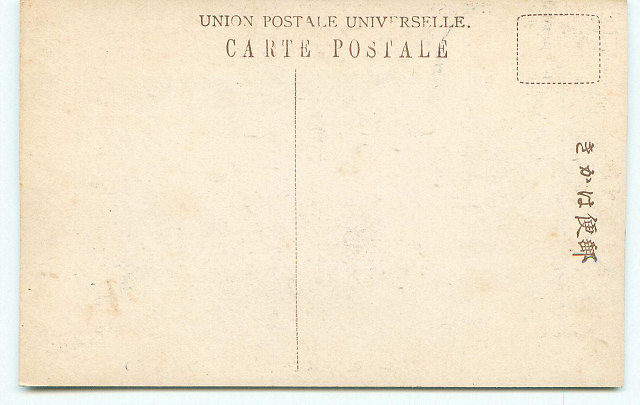 UNION POSTALE UNIVERSELLE.
CARTE POSTALE
郵便はかき